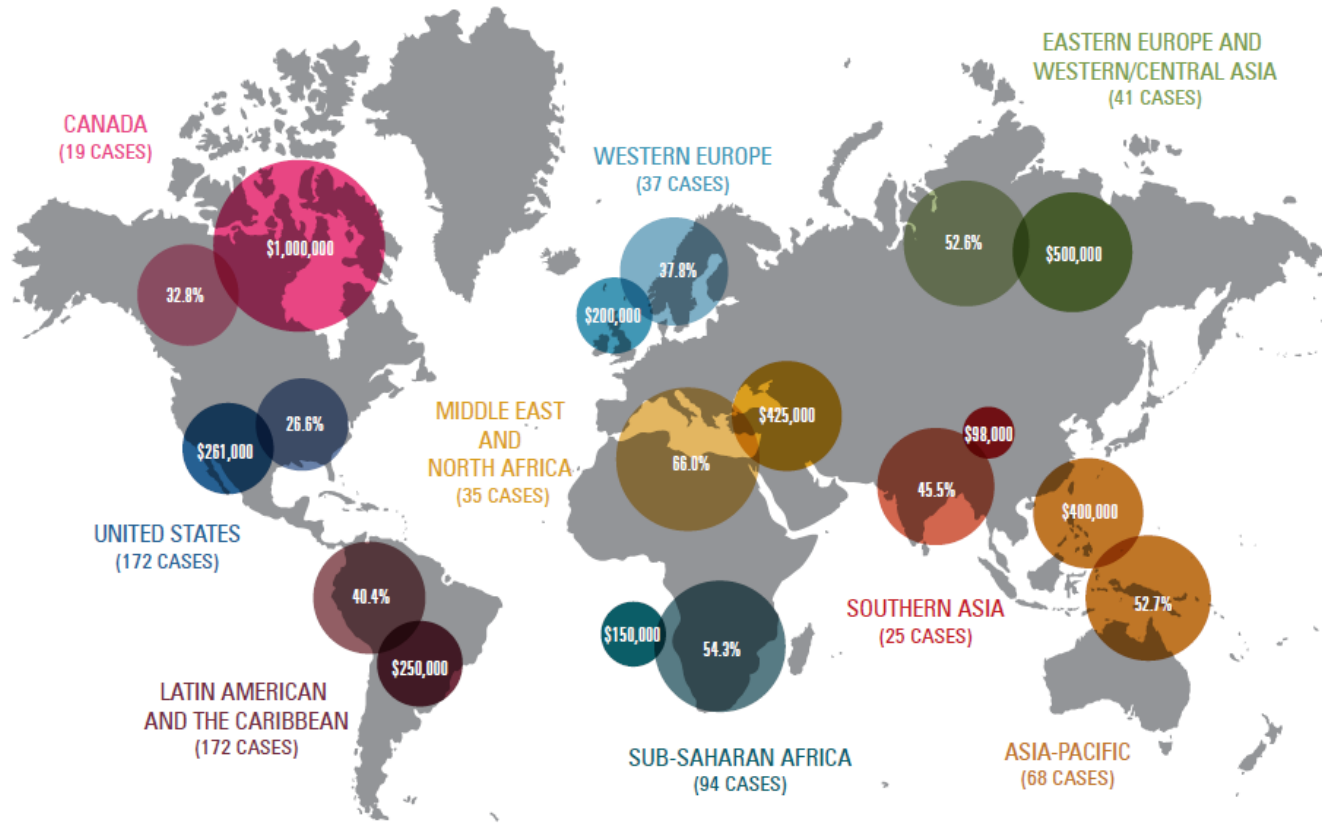 CANADA
(19 CASES)
$1,000,000
32.8%
WESTERN EUROPE
(37 CASES)
37.8%
$200,000
EASTERN EUROPE AND
WESTERN/CENTRAL ASIA
(41 CASES)
52.6%
$500,000
UNITED STATES
(172 CASES)
$261,000
26.6%
MIDDLE EAST
AND
NORTH AFRICA
(35 CASES)
66.0%
$425,000
SOUTHERN ASIA
(25 CASES)
45.5%
$98,000
ASIA-PACIFIC
(68 CASES)
$400,000
52.7%
LATIN AMERICAN
AND THE CARIBBEAN
(172 CASES)
40.4%
$250,000
SUB-SAHARAN AFRICA
(94 CASES)
$150,000
54.3%